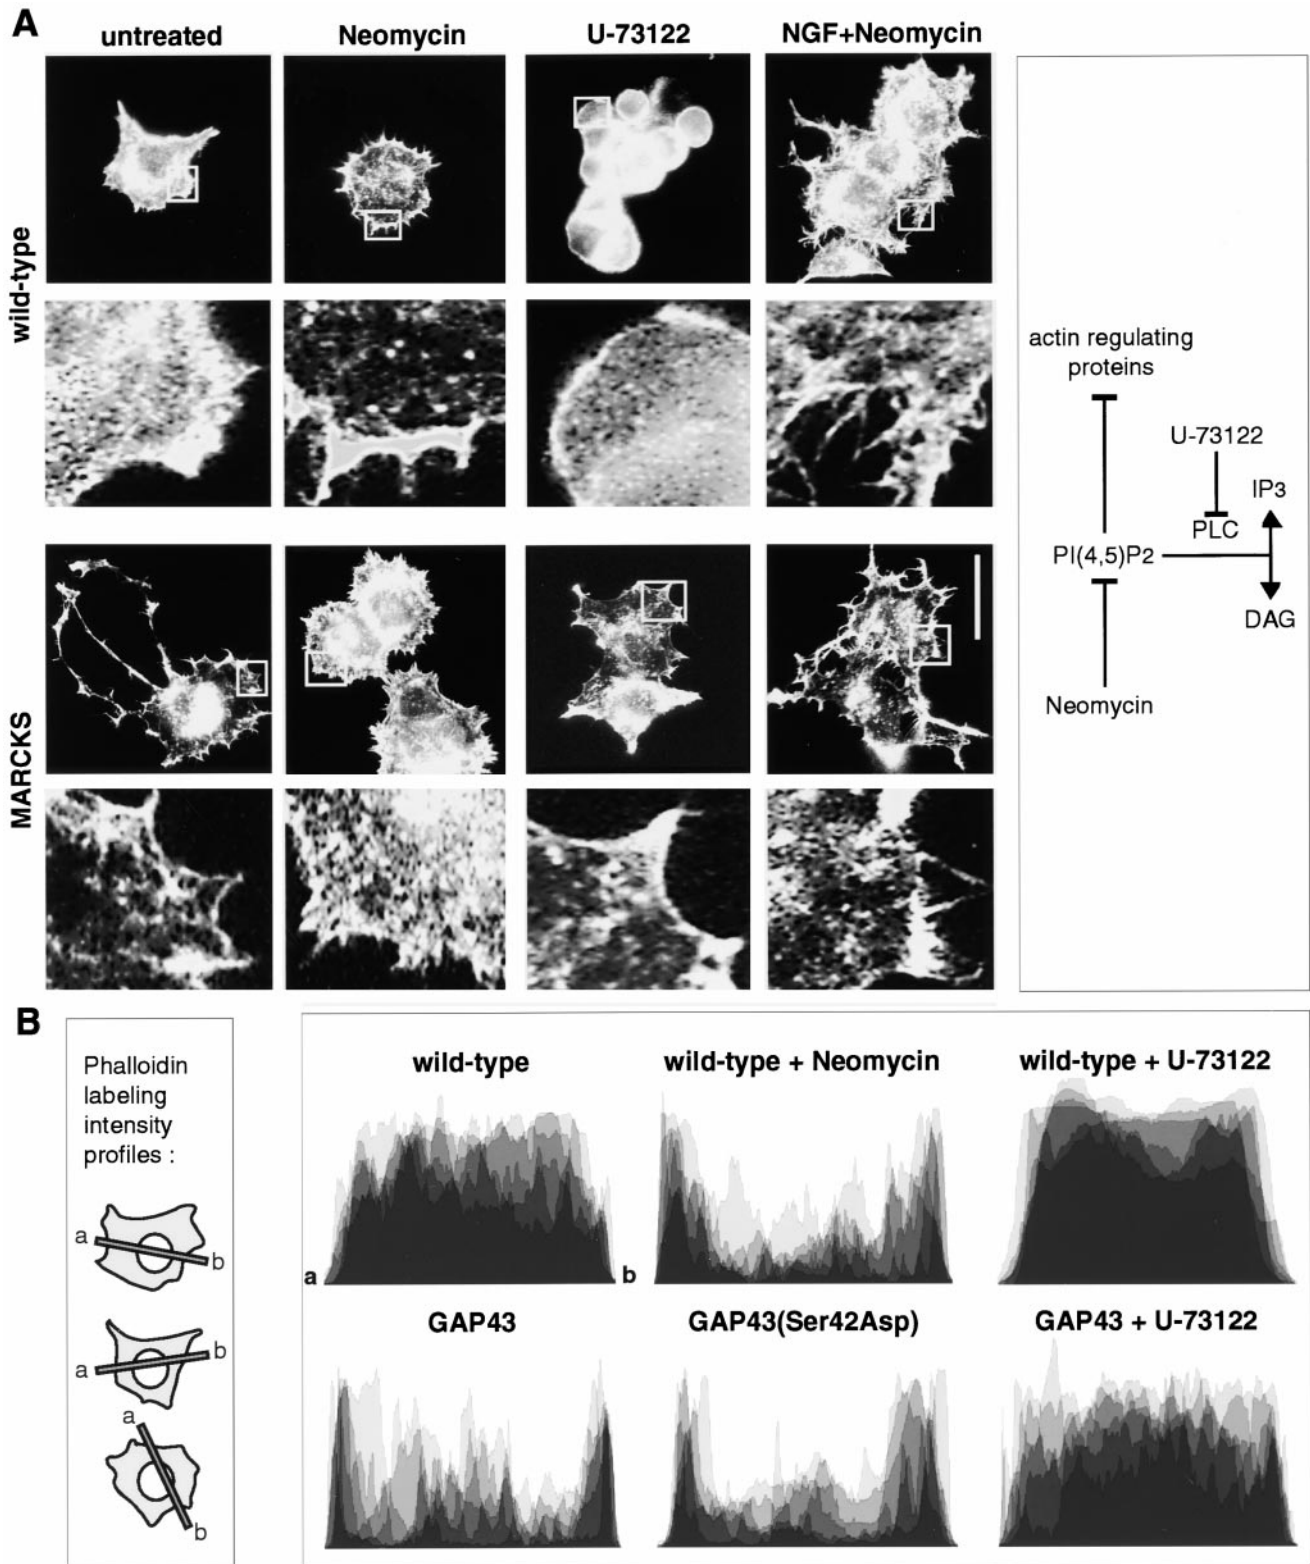 A
untreated
Neomycin
U-73122
NGF+Neomycin
wild-type
MARCKS
actin regulating
proteins
U-73122
IP3
PLC
PI(4,5)P2
DAG
Neomycin
B
Phalloidin
labeling
intensity
profiles :
a
b
a
b
a
b
wild-type
wild-type + Neomycin
wild-type + U-73122
a
b
GAP43
GAP43(Ser42Asp)
GAP43 + U-73122